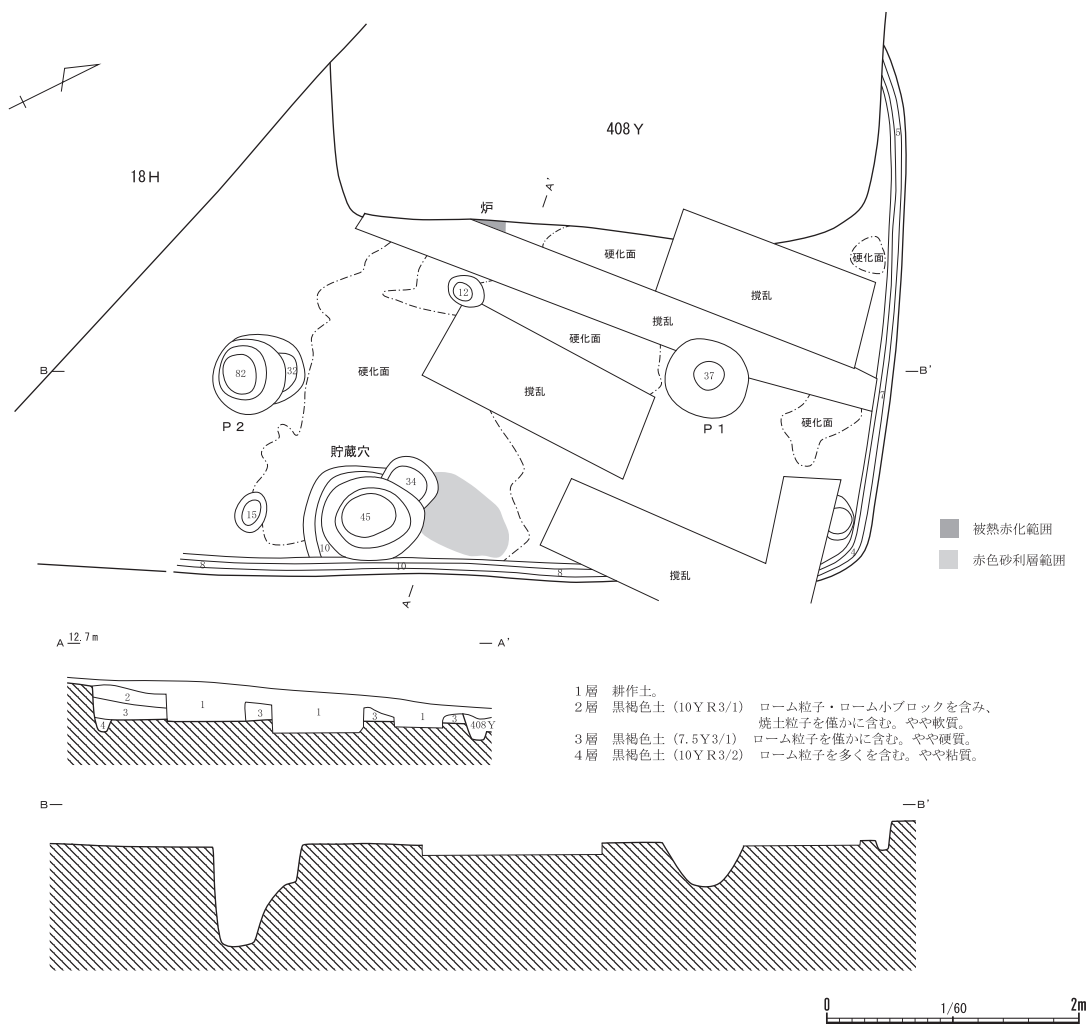 408Y
18H
5
A'
炉
硬化面
硬化面
撹乱
12
撹乱
硬化面
B
82
32
硬化面
撹乱
37
B'
7
P2
P1
硬化面
貯蔵穴
34
15
45
10
4
被熱赤化範囲
赤色砂利層範囲
8
10
8
撹乱
A
A 12.7m
A'
2
3
4
1
3
1
3
1
3
408Y
1層 耕作土。
2層 黒褐色土(10YR3/1) ローム粒子・ローム小ブロックを含み、
焼土粒子を僅かに含む。やや軟質。
3層 黒褐色土(7.5Y3/1) ローム粒子を僅かに含む。やや硬質。
4層 黒褐色土(10YR3/2) ローム粒子を多くを含む。やや粘質。
B
B'
0
1/60
2m